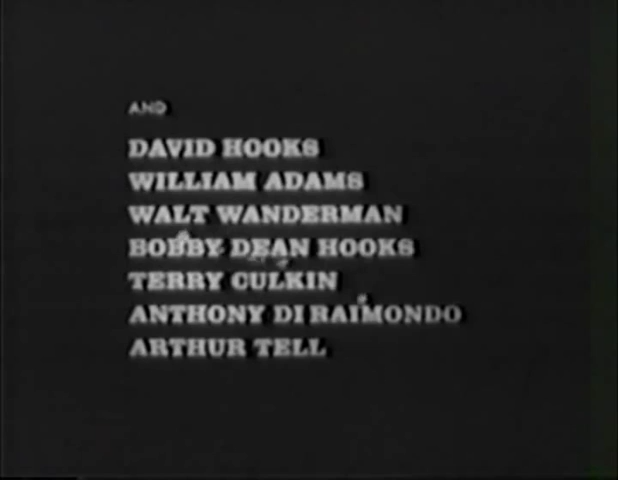 AND
DAVID HOOKS
WILLIAM ADAMS
WALT WANDERMAN
BOBBY DEAN HOOKS
TERRY CULKIN
ANTHONY DI RAIMONDO
ARTHUR TELL